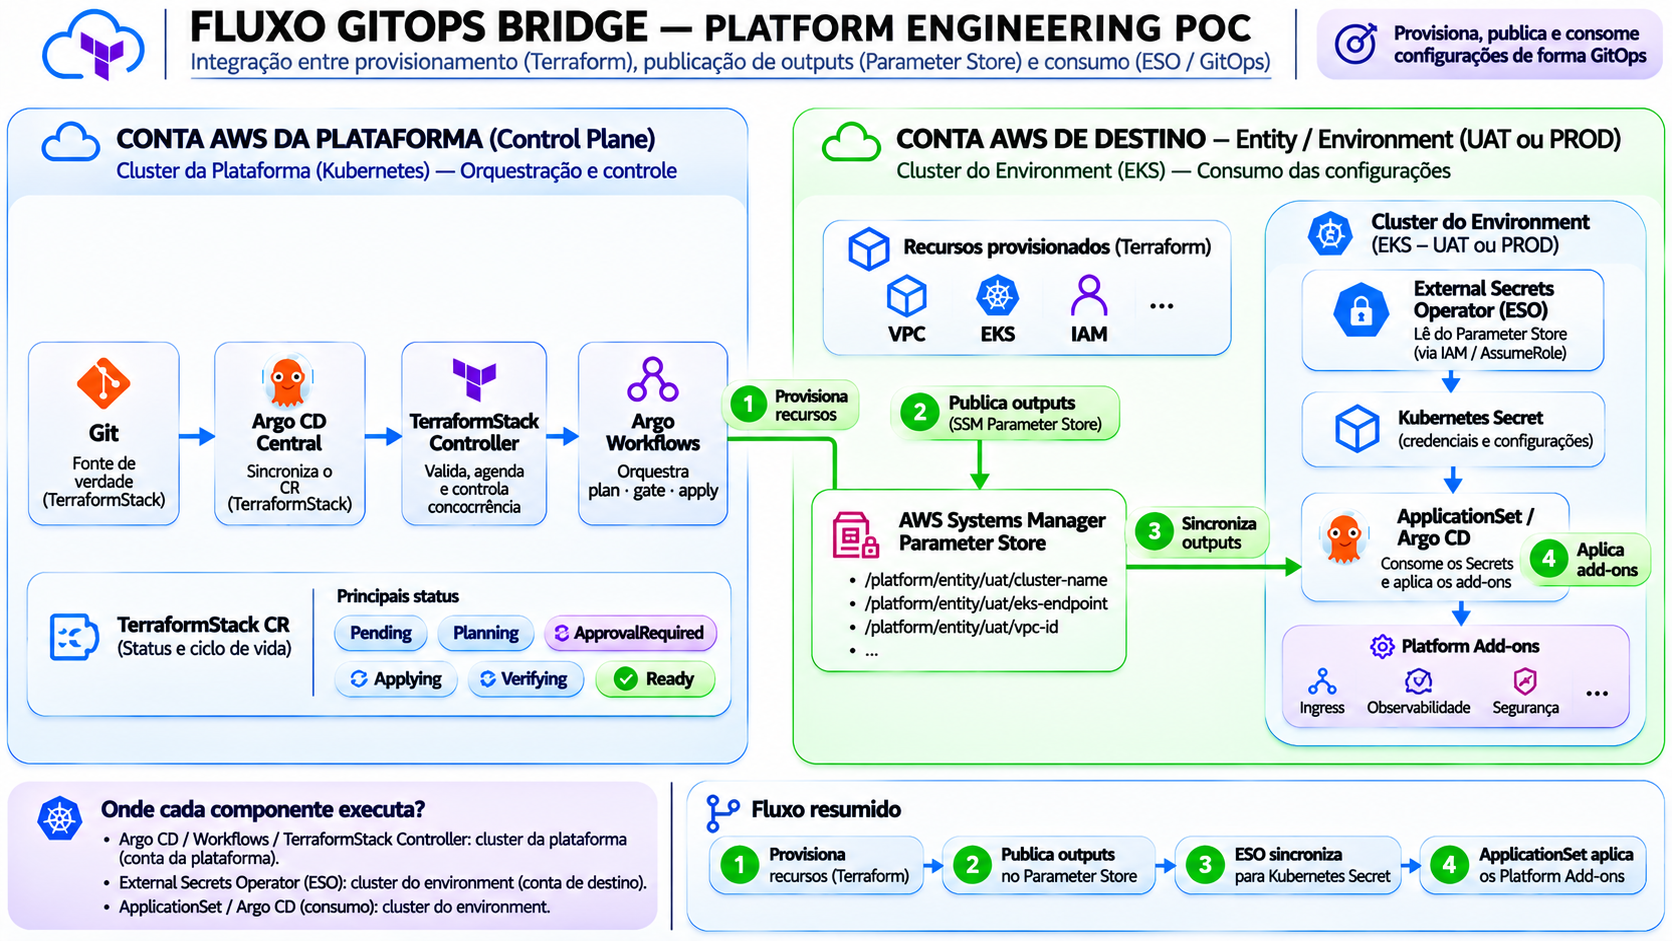 FLUXO GITOPS BRIDGE — PLATFORM ENGINEERING POC
Integração entre provisionamento (Terraform), publicação de outputs (Parameter Store) e consumo (ESO / GitOps)
Provisiona, publica e consome
configurações de forma GitOps
CONTA AWS DA PLATAFORMA (Control Plane)
Cluster da Plataforma (Kubernetes) — Orquestração e controle
Git
Fonte de
verdade
(TerraformStack)
Argo CD
Central
Sincroniza o
CR
(TerraformStack)
TerraformStack
Controller
Valida, agenda
e controla
concocrrência
Argo
Workflows
Orquestra
plan · gate · apply
TerraformStack CR
(Status e ciclo de vida)
Principais status
Pending
Planning
ApprovalRequired
Applying
Verifying
Ready
CONTA AWS DE DESTINO — Entity / Environment (UAT ou PROD)
Cluster do Environment (EKS) — Consumo das configurações
Recursos provisionados (Terraform)
VPC
EKS
IAM
...
1 Provisiona
recursos
2 Publica outputs
(SSM Parameter Store)
AWS Systems Manager
Parameter Store
• /platform/entity/uat/cluster-name
• /platform/entity/uat/eks-endpoint
• /platform/entity/uat/vpc-id
• ...
3 Sincroniza
outputs
Cluster do Environment
(EKS – UAT ou PROD)
External Secrets
Operator (ESO)
Lê do Parameter Store
(via IAM / AssumeRole)
Kubernetes Secret
(credenciais e configurações)
ApplicationSet /
Argo CD
Consome os Secrets
e aplica os add-ons
4 Aplica
add-ons
Platform Add-ons
Ingress
Observabilidade
Segurança
...
Onde cada componente executa?
• Argo CD / Workflows / TerraformStack Controller: cluster da plataforma
(conta da plataforma).
• External Secrets Operator (ESO): cluster do environment (conta de destino).
• ApplicationSet / Argo CD (consumo): cluster do environment.
Fluxo resumido
1 Provisiona
recursos (Terraform)
2 Publica outputs
no Parameter Store
3 ESO sincroniza
para Kubernetes Secret
4 ApplicationSet aplica
os Platform Add-ons